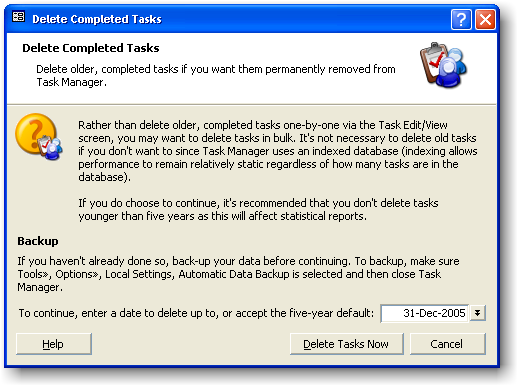 Delete Completed Tasks
Delete Completed Tasks
Delete older, completed tasks if you want them permanently removed from
Task Manager.
Rather than delete older, completed tasks one-by-one via the Task Edit/View
screen, you may want to delete tasks in bulk. It's not necessary to delete old tasks
if you don't want to since Task Manager uses an indexed database (indexing allows
performance to remain relatively static regardless of how many tasks are in the
database).
If you do choose to continue, it's recommended that you don't delete tasks
younger than five years as this will affect statistical reports.
Backup
If you haven't already done so, back-up your data before continuing. To backup, make sure
Tools», Options», Local Settings, Automatic Data Backup is selected and then close Task
Manager.
To continue, enter a date to delete up to, or accept the five-year default: 31-Dec-2005
Help Delete Tasks Now Cancel